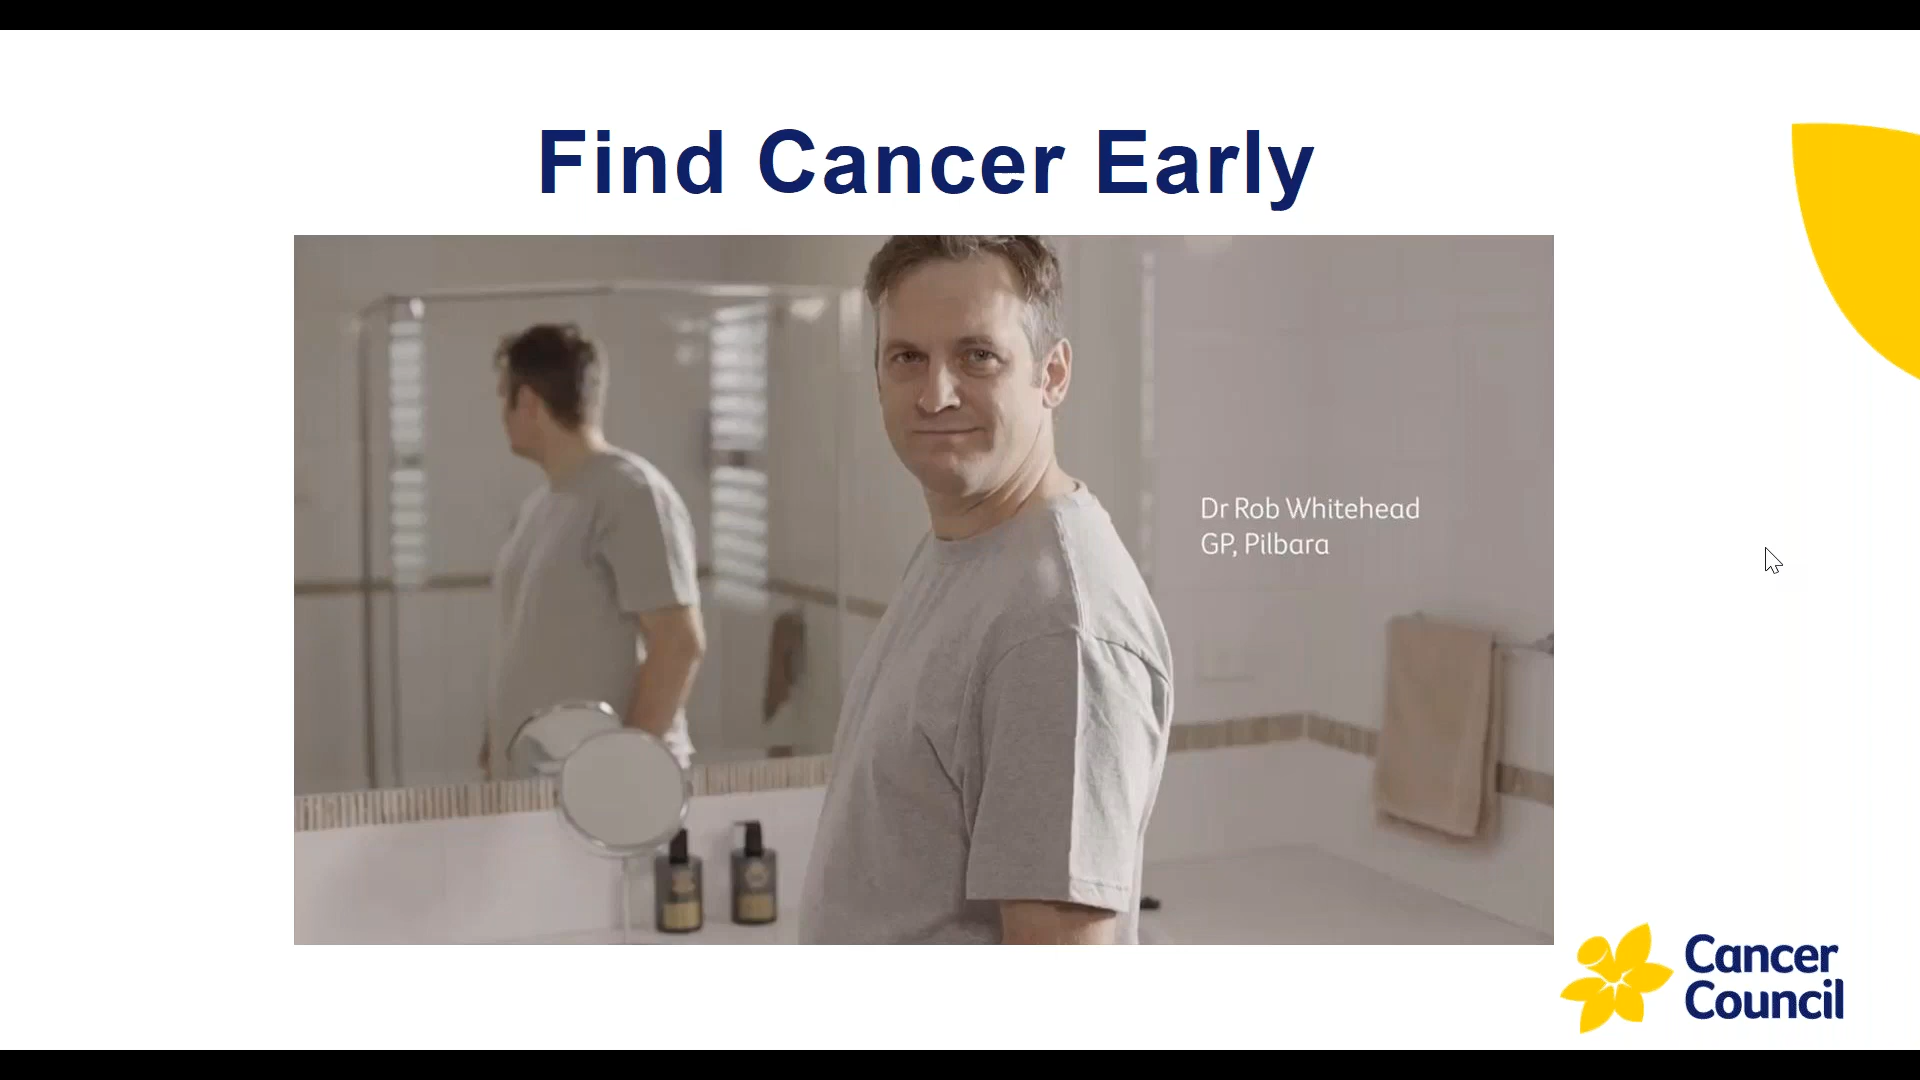 Find Cancer Early
Dr Rob Whitehead
GP, Pilbara
Cancer
Council